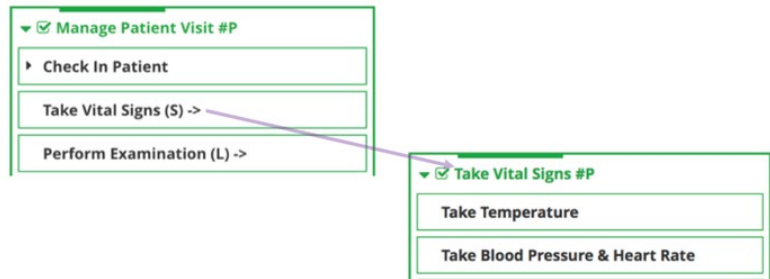 Manage Patient Visit #P
Check In Patient
Take Vital Signs (S) ->
Perform Examination (L) ->
Take Vital Signs #P
Take Temperature
Take Blood Pressure & Heart Rate